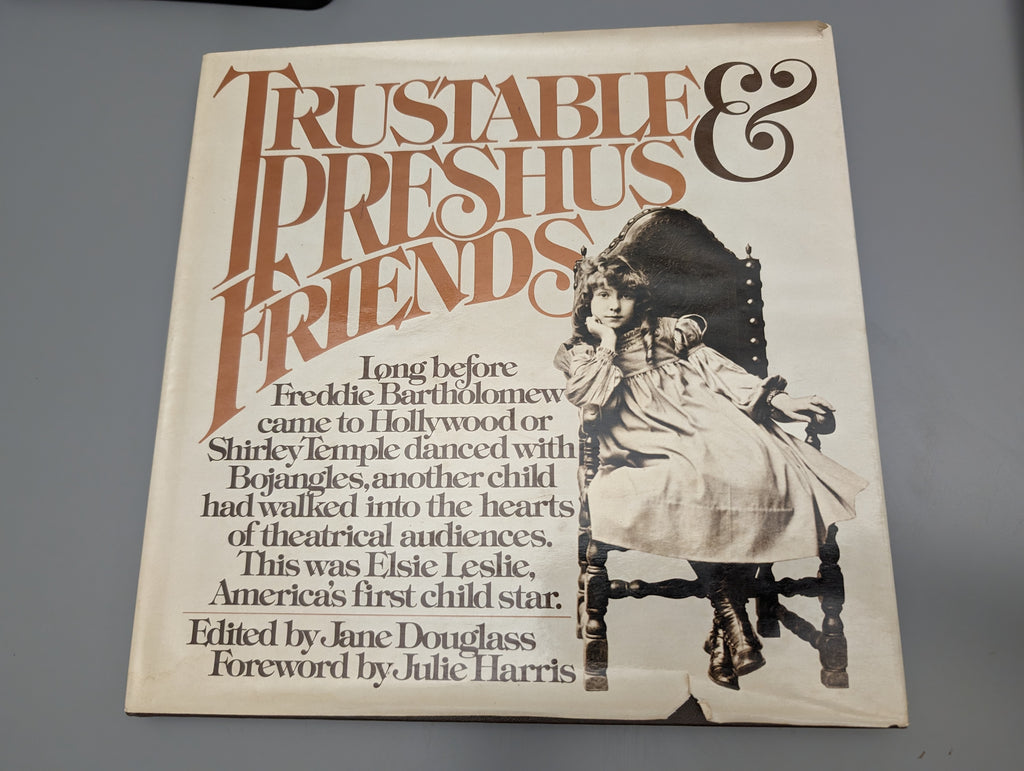 TRUSTABLE &
PRESHUS
FRIENDS
Long before
Freddie Bartholomew
came to Hollywood or
Shirley Temple danced with
Bojangles, another child
had walked into the hearts
of theatrical audiences.
This was Elsie Leslie,
America's first child star.
Edited by Jane Douglass
Foreword by Julie Harris